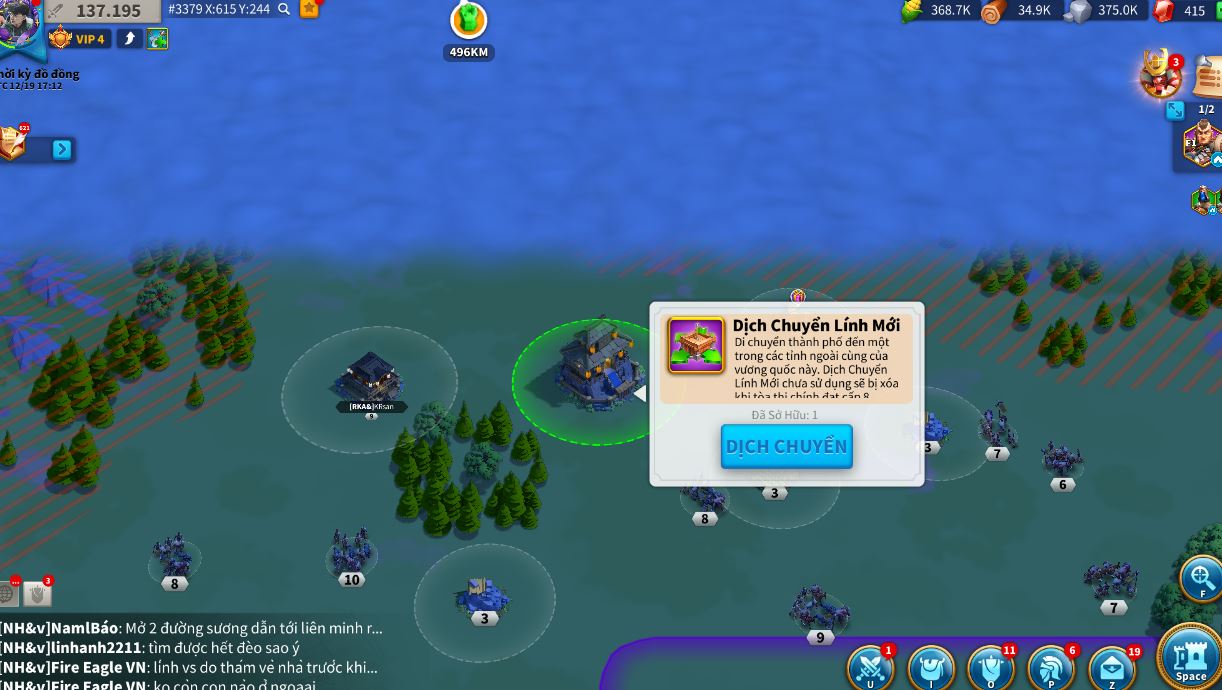 137.195
#3379 X:615 Y:244
368.7K
34.9K
375.0K
415
VIP 4
496KM
hời kỳ đồ đồng
TC 12/19 17:12
3
1/2
621
Dịch Chuyển Lính Mới
Di chuyển thành phố đến một
trong các tỉnh ngoài cùng của
vương quốc này. Dịch Chuyển
Lính Mới chưa sử dụng sẽ bị xóa
khi tòa thị chính đạt cấp 8
Đã Sở Hữu: 1
DỊCH CHUYỂN
[RKA&]KRsan
9
3
7
6
3
8
8
10
3
7
9
F
...
3
[NH&v]NamlBáo: Mở 2 đường sương dẫn tới liên minh r...
[NH&v]linhanh2211: tìm được hết đèo sao ý
[NH&v]Fire Eagle VN: lính vs do thám về nhà trước khi...
[NH&v]Fire Eagle VN: ko còn con nào ở ngoaai
1
U
I
11
O
6
P
19
Z
Space